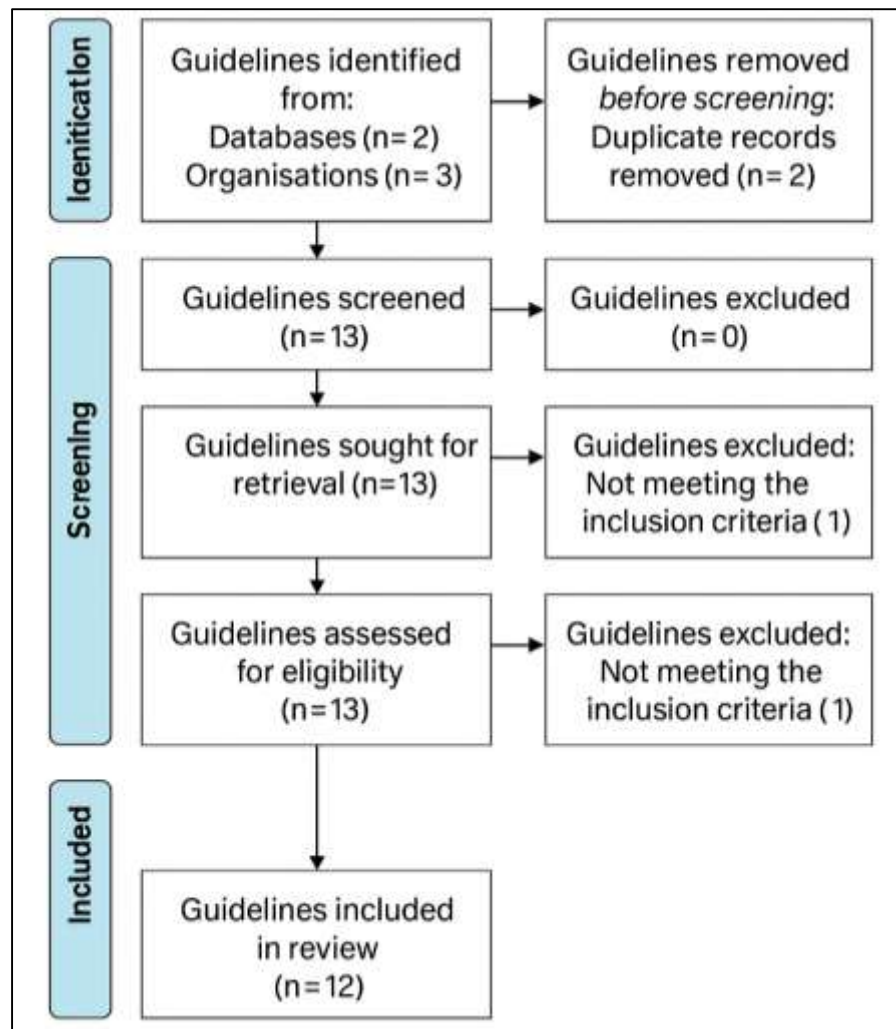 Iaenitication
Guidelines identified
from:
Databases (n= 2)
Organisations (n= 3)
Guidelines removed
before screening:
Duplicate records
removed (n= 2)
Screening
Guidelines screened
(n=13)
Guidelines excluded
(n=0)
Guidelines sought for
retrieval (n=13)
Guidelines excluded:
Not meeting the
inclusion criteria (1)
Guidelines assessed
for eligibility
(n=13)
Guidelines excluded:
Not meeting the
inclusion criteria (1)
Included
Guidelines included
in review
(n=12)